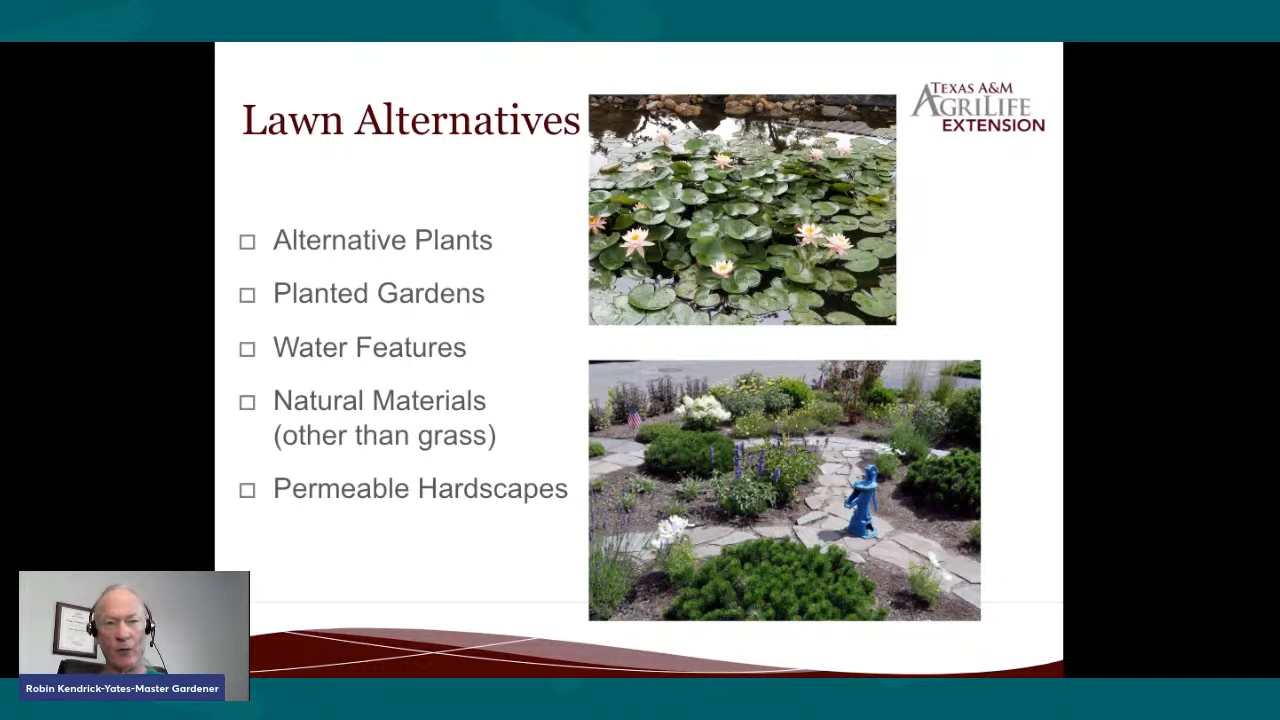 Lawn Alternatives
TEXAS A&M
AGRILIFE
EXTENSION
Alternative Plants
Planted Gardens
Water Features
Natural Materials
(other than grass)
Permeable Hardscapes
Robin Kendrick-Yates-Master Gardener